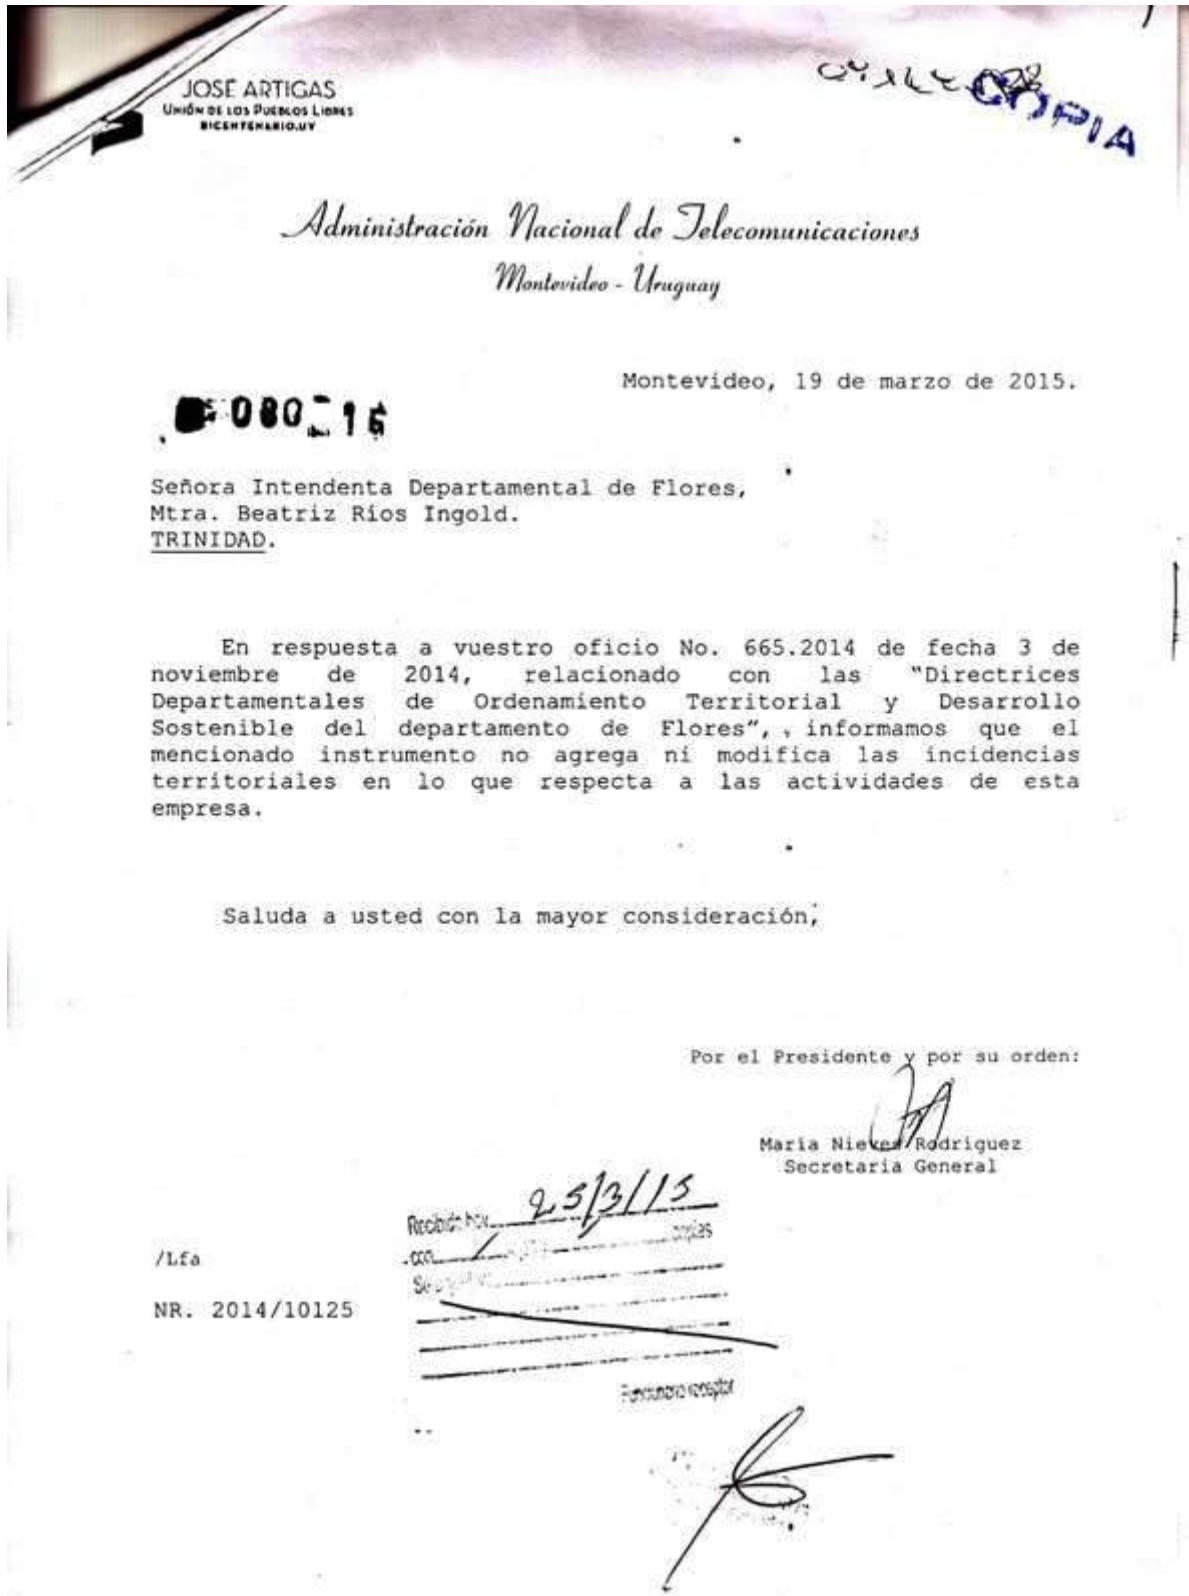 JOSÉ ARTIGAS
UNIÓN DE LOS PUEBLOS LIBRES
BICENTENARIO.UY
COPIA
Administración Nacional de Telecomunicaciones
Montevideo - Uruguay
Montevideo, 19 de marzo de 2015.
080 15
Señora Intendenta Departamental de Flores,
Mtra. Beatriz Ríos Ingold.
TRINIDAD.
En respuesta a vuestro oficio No. 665.2014 de fecha 3 de
noviembre de 2014, relacionado con las "Directrices
Departamentales de Ordenamiento Territorial y Desarrollo
Sostenible del departamento de Flores", informamos que el
mencionado instrumento no agrega ni modifica las incidencias
territoriales en lo que respecta a las actividades de esta
empresa.
Saluda a usted con la mayor consideración,
Por el Presidente y por su orden:
María Nieves Rodríguez
Secretaria General
Recibido hoy 25/3/15
con copias
/Lfa
NR. 2014/10125
Funcionario receptor